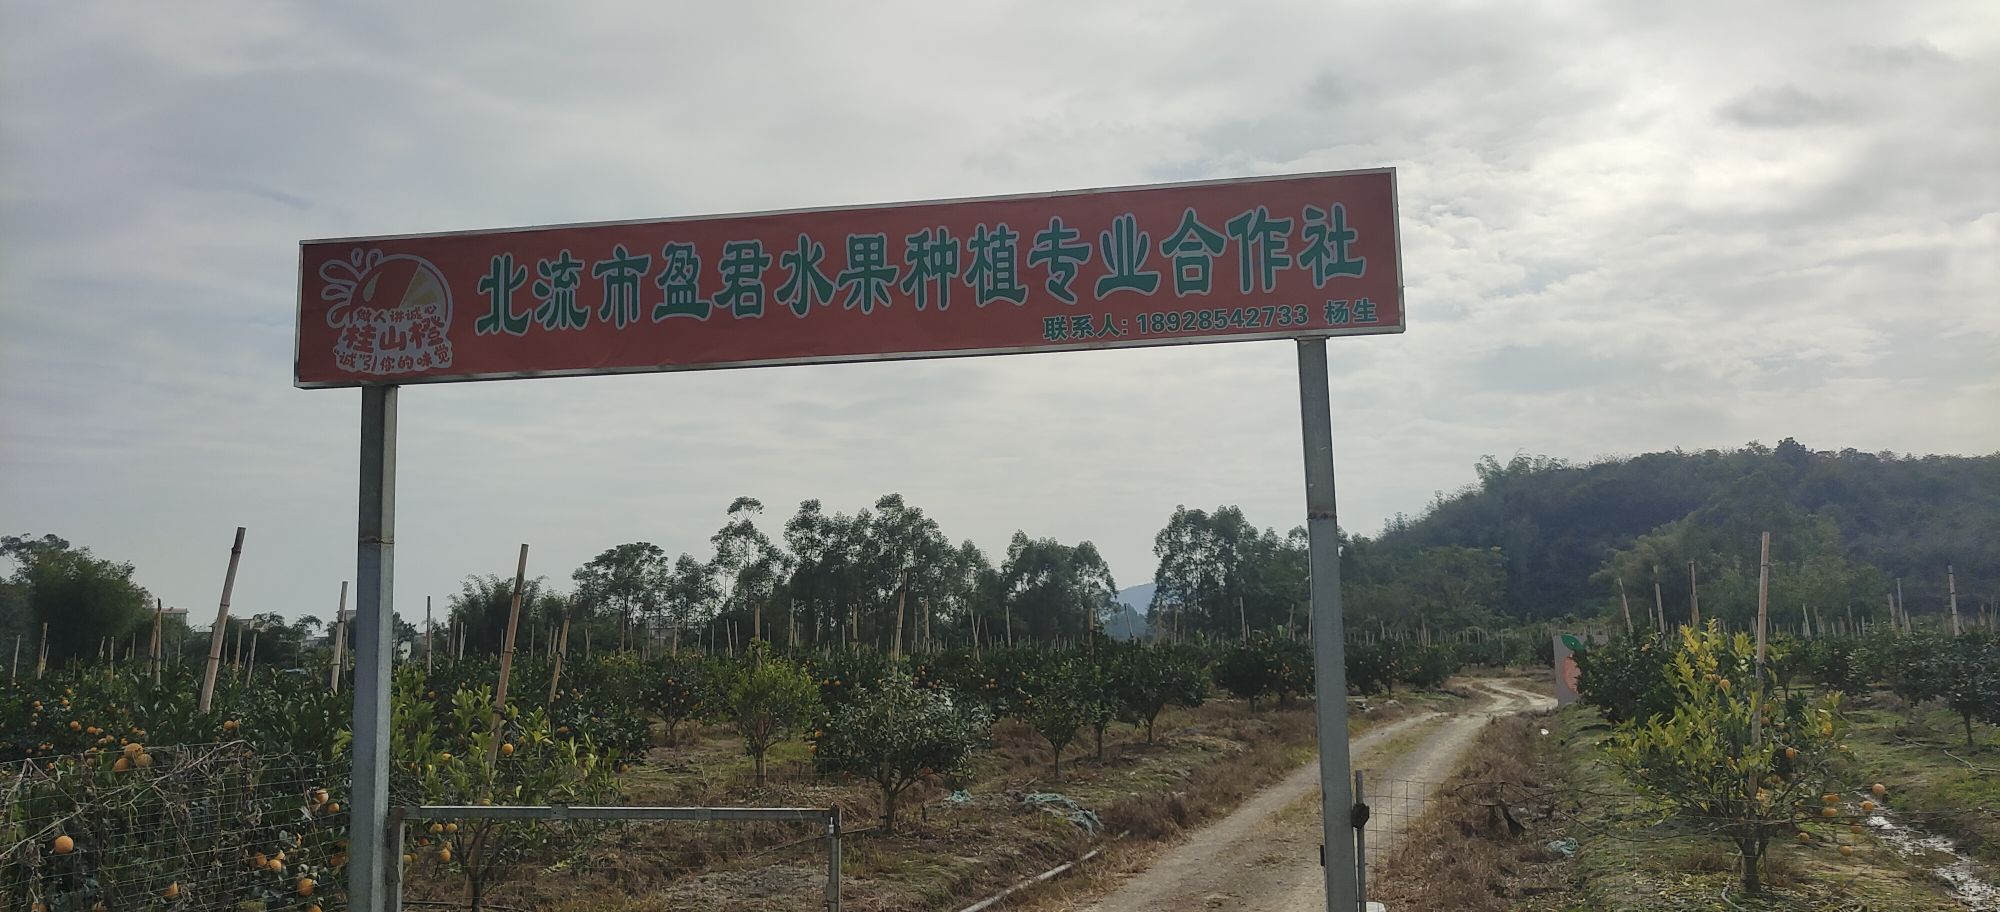 做人讲诚心
桂山橙
"诚"引你的味觉
北流市盈君水果种植专业合作社
联系人: 18928542733 杨生